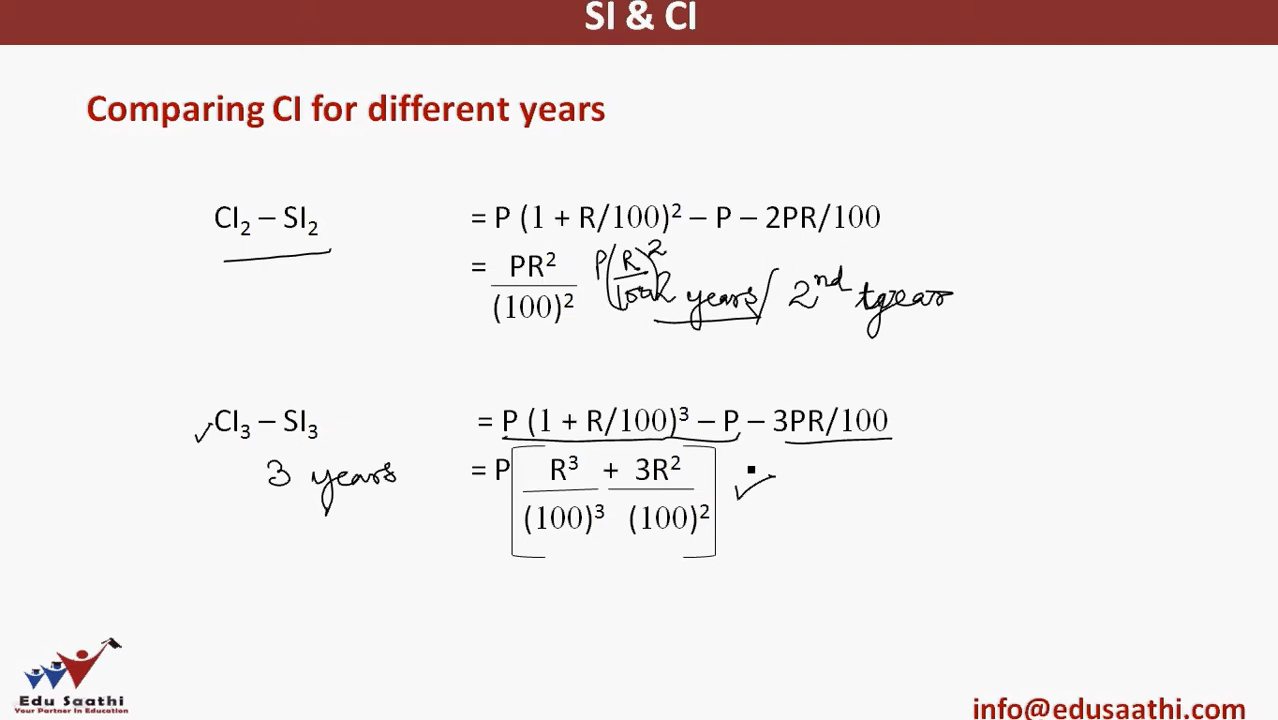 SI & CI
Comparing CI for different years
CI₂ – SI₂ = P (1 + R/100)² – P – 2PR/100
= PR²/(100)² P(R/100)² 2 years / 2nd year
CI₃ – SI₃ = P (1 + R/100)³ – P – 3PR/100
3 years = P[R³/(100)³ + 3R²/(100)²]
Edu Saathi
Your Partner In Education
info@edusaathi.com